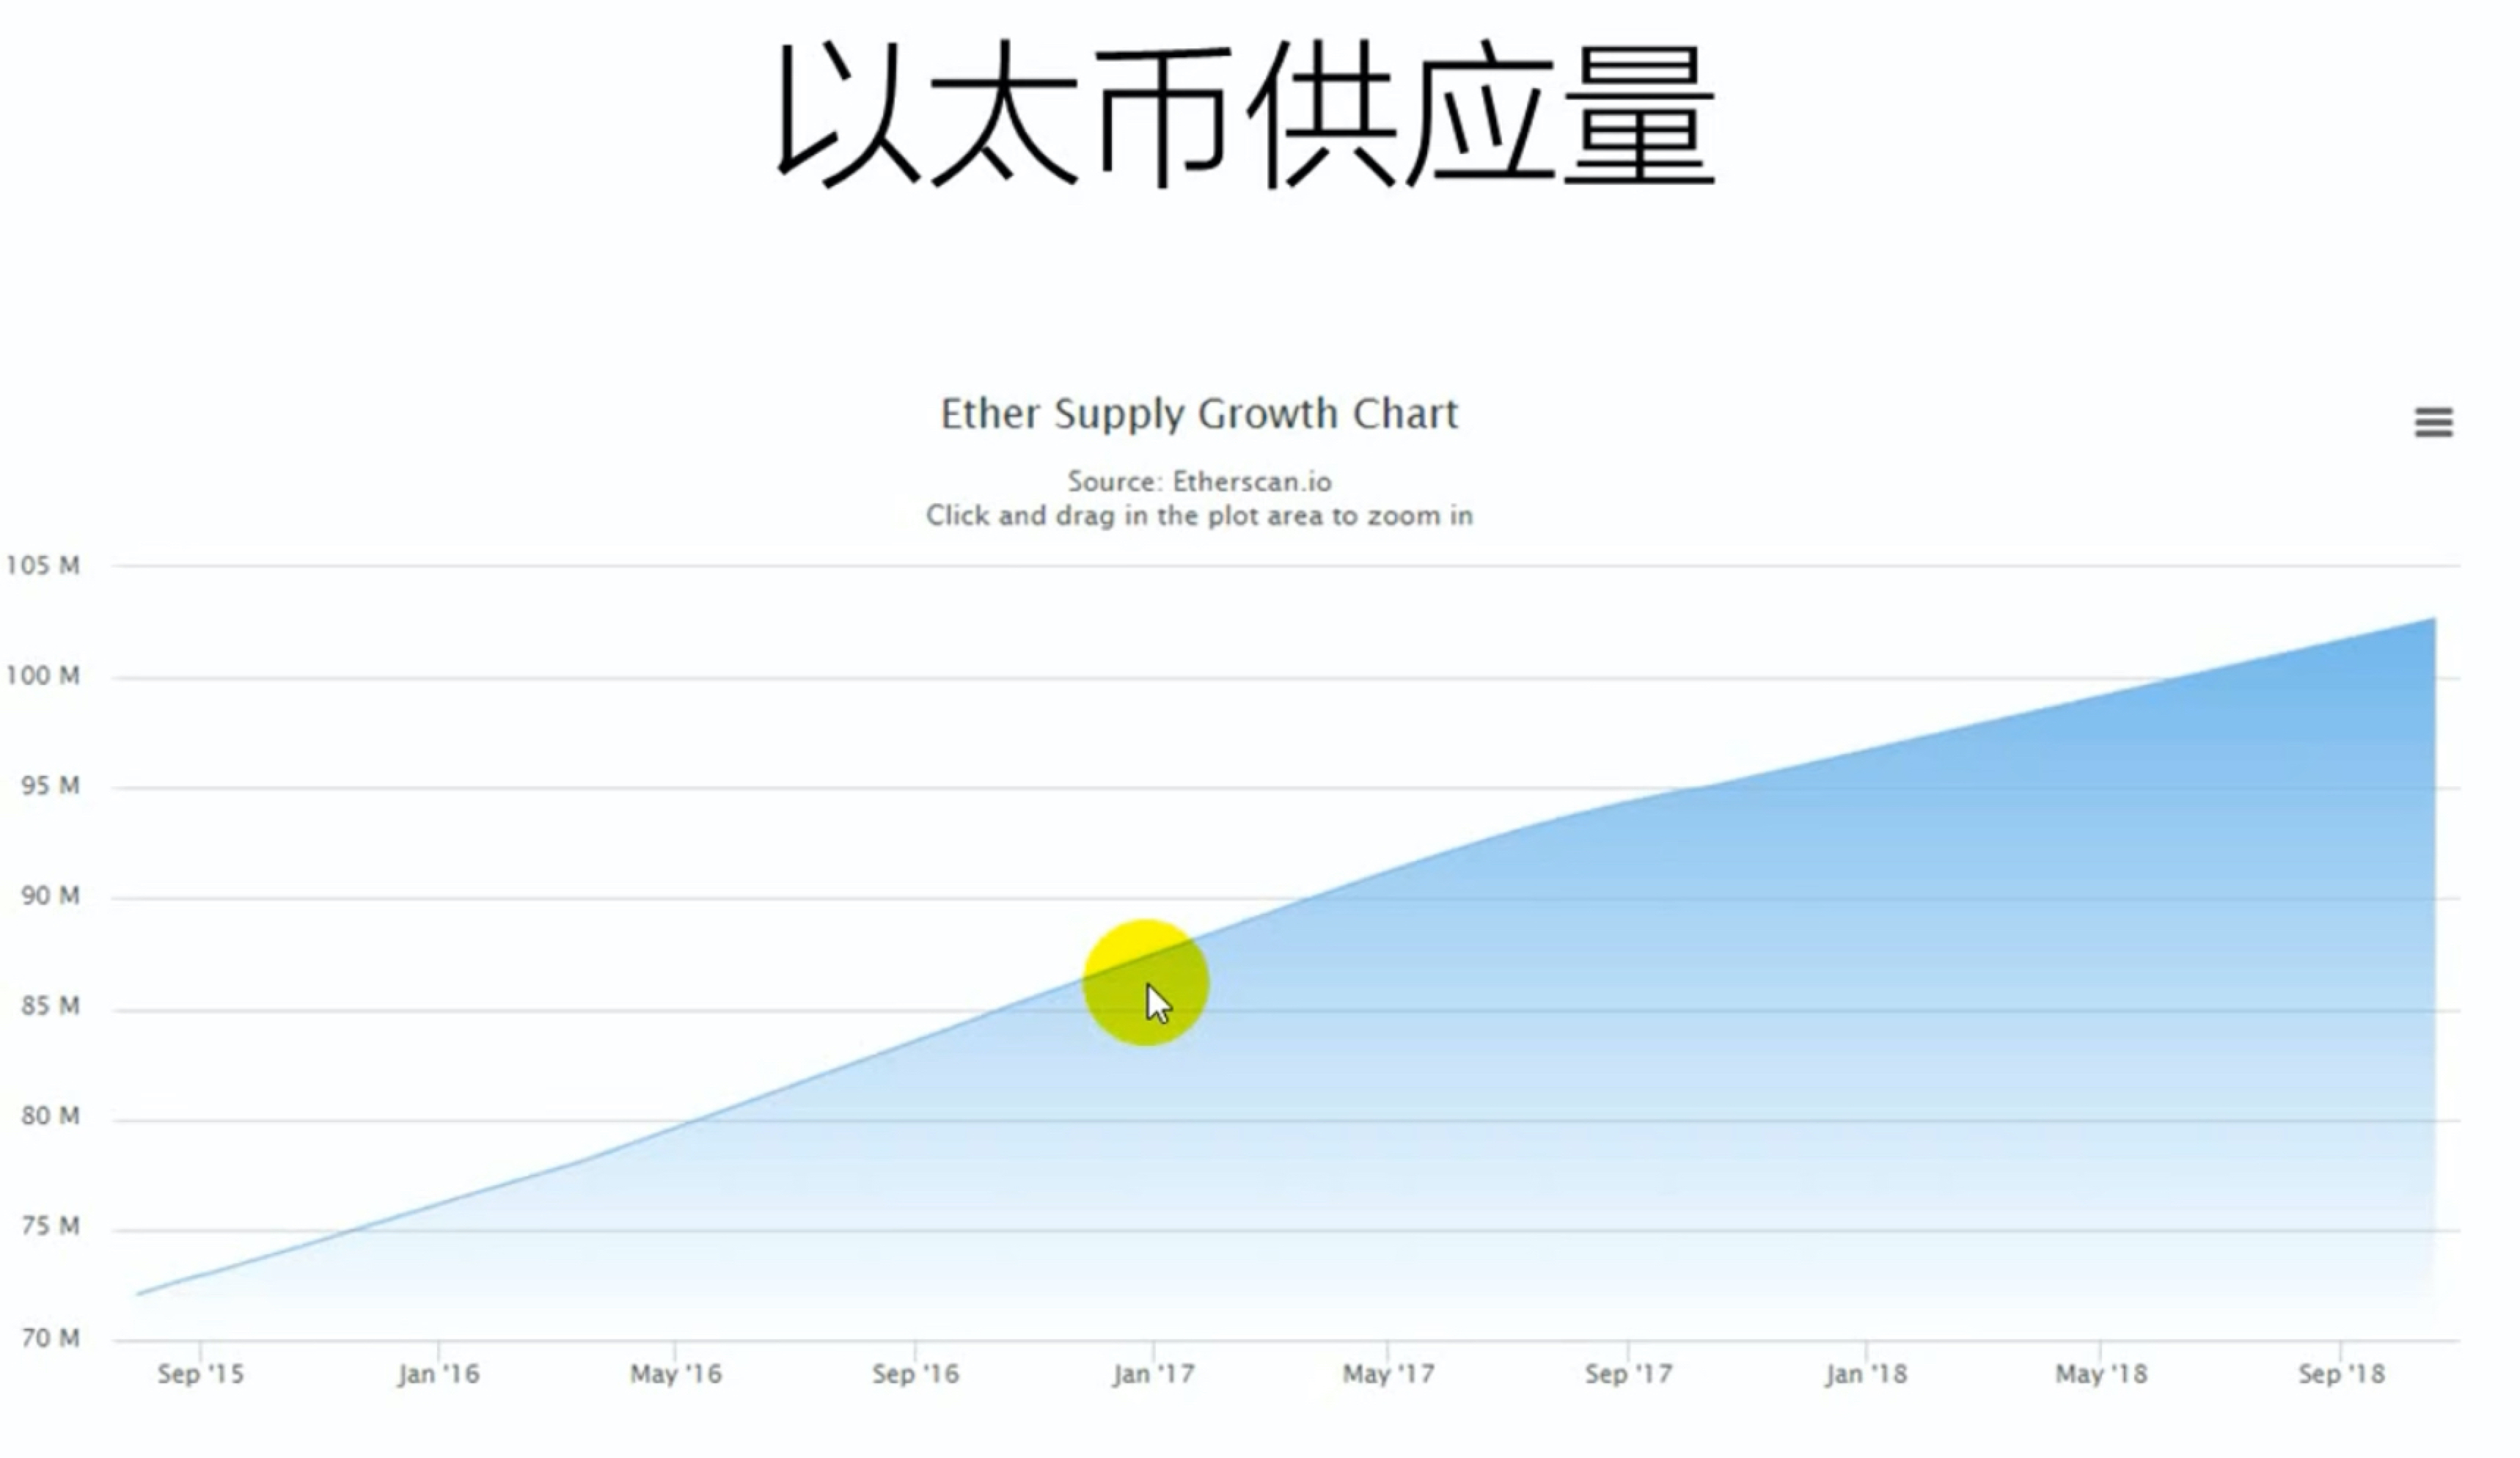 以太币供应量
Ether Supply Growth Chart
Source: Etherscan.io
Click and drag in the plot area to zoom in
105 M
100 M
95 M
90 M
85 M
80 M
75 M
70 M
Sep '15 Jan '16 May '16 Sep '16 Jan '17 May '17 Sep '17 Jan '18 May '18 Sep '18